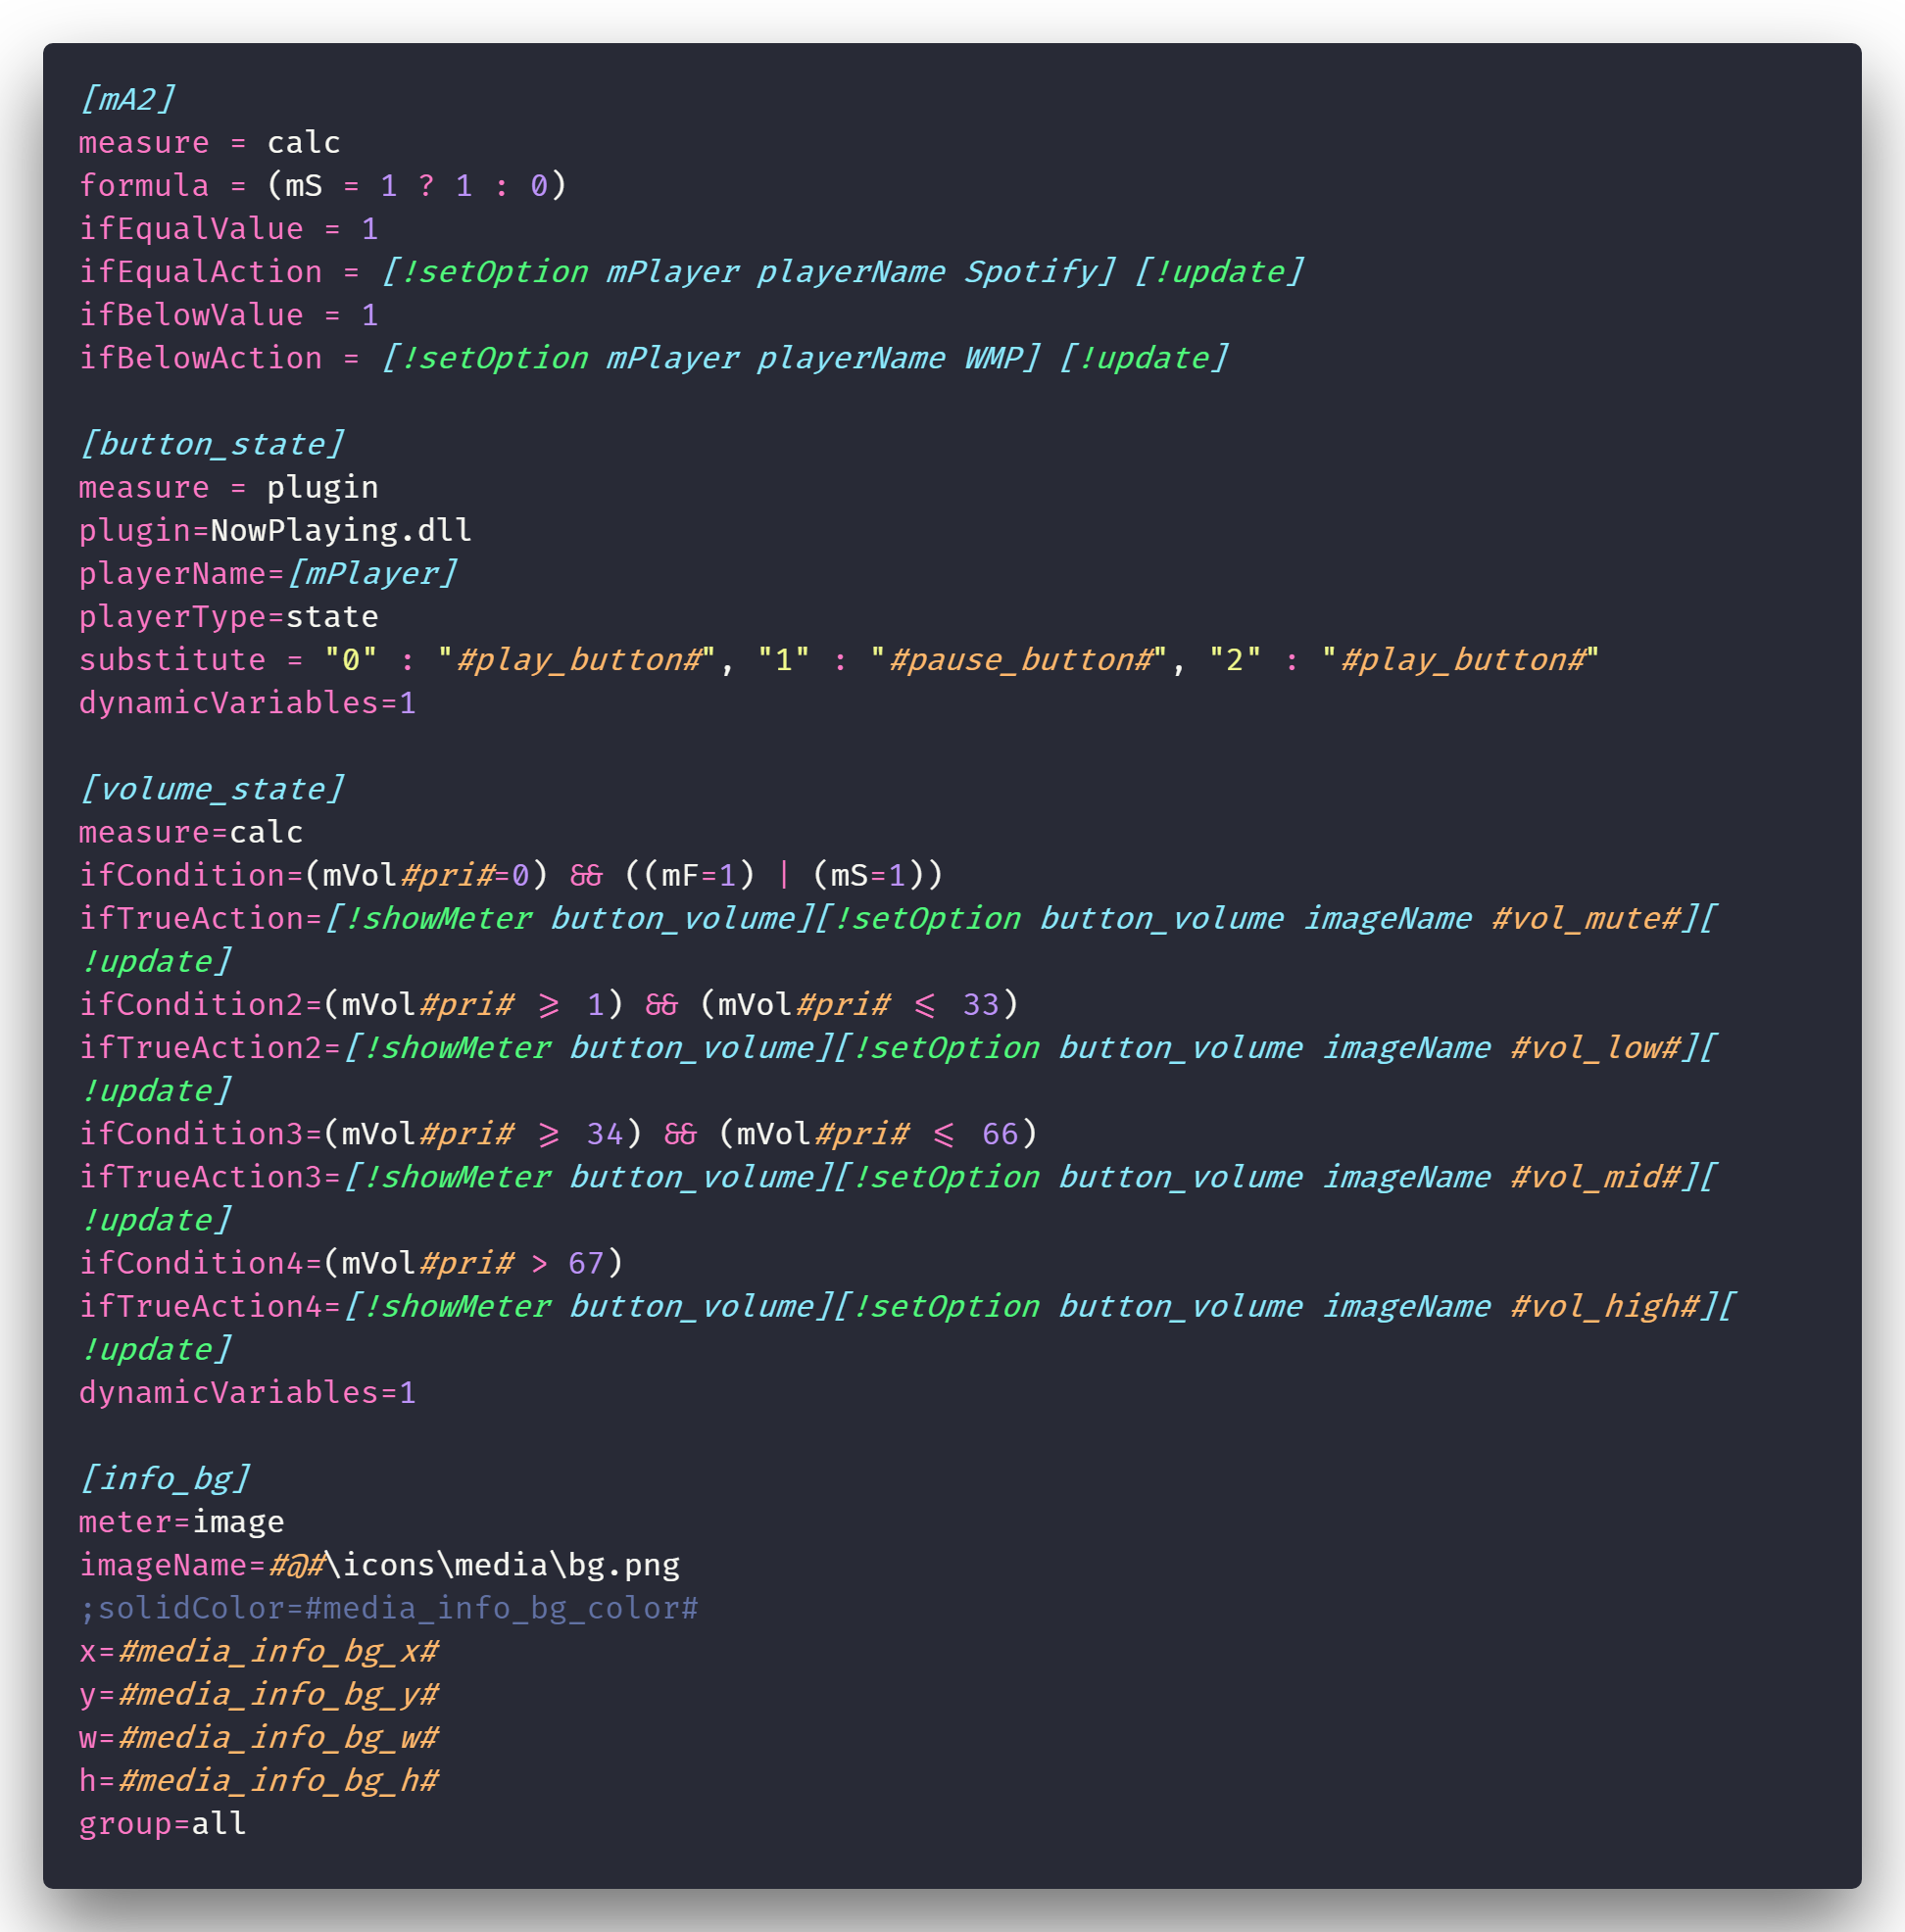 [mA2]
measure = calc
formula = (mS = 1 ? 1 : 0)
ifEqualValue = 1
ifEqualAction = [!setOption mPlayer playerName Spotify] [!update]
ifBelowValue = 1
ifBelowAction = [!setOption mPlayer playerName WMP] [!update]

[button_state]
measure = plugin
plugin=NowPlaying.dll
playerName=[mPlayer]
playerType=state
substitute = "0" : "#play_button#", "1" : "#pause_button#", "2" : "#play_button#"
dynamicVariables=1

[volume_state]
measure=calc
ifCondition=(mVol#pri#=0) && ((mF=1) | (mS=1))
ifTrueAction=[!showMeter button_volume][!setOption button_volume imageName #vol_mute#][
!update]
ifCondition2=(mVol#pri# >= 1) && (mVol#pri# <= 33)
ifTrueAction2=[!showMeter button_volume][!setOption button_volume imageName #vol_low#][
!update]
ifCondition3=(mVol#pri# >= 34) && (mVol#pri# <= 66)
ifTrueAction3=[!showMeter button_volume][!setOption button_volume imageName #vol_mid#][
!update]
ifCondition4=(mVol#pri# > 67)
ifTrueAction4=[!showMeter button_volume][!setOption button_volume imageName #vol_high#][
!update]
dynamicVariables=1

[info_bg]
meter=image
imageName=#@#\icons\media\bg.png
;solidColor=#media_info_bg_color#
x=#media_info_bg_x#
y=#media_info_bg_y#
w=#media_info_bg_w#
h=#media_info_bg_h#
group=all